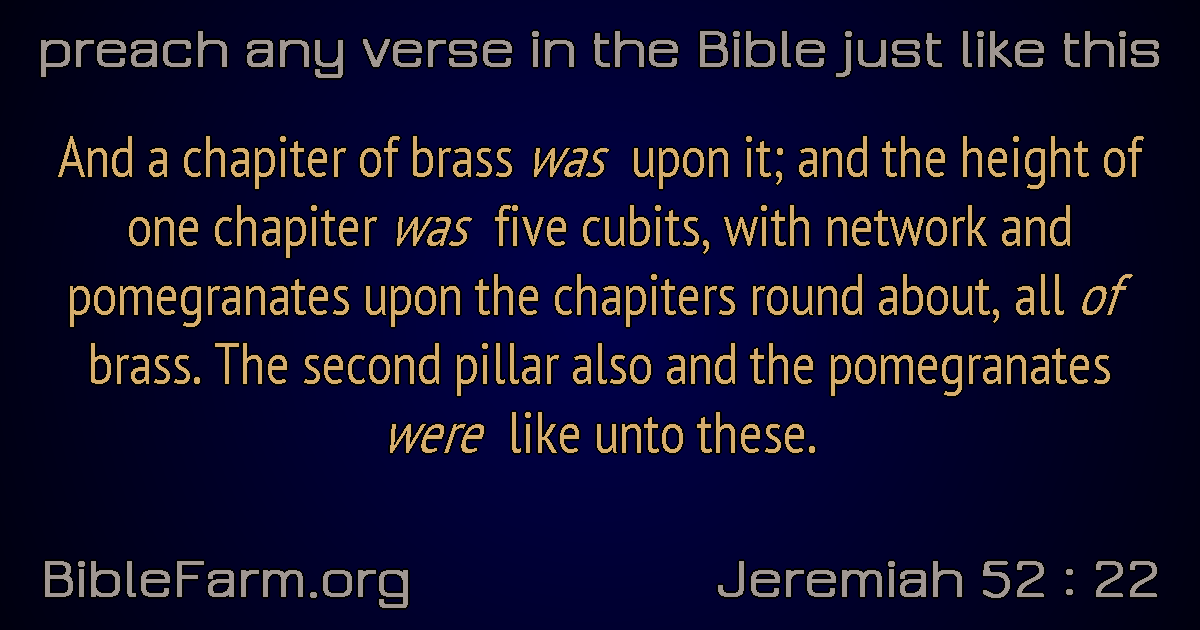 preach any verse in the Bible just like this
And a chapiter of brass was upon it; and the height of
one chapiter was five cubits, with network and
pomegranates upon the chapiters round about, all of
brass. The second pillar also and the pomegranates
were like unto these.
BibleFarm.org
Jeremiah 52 : 22